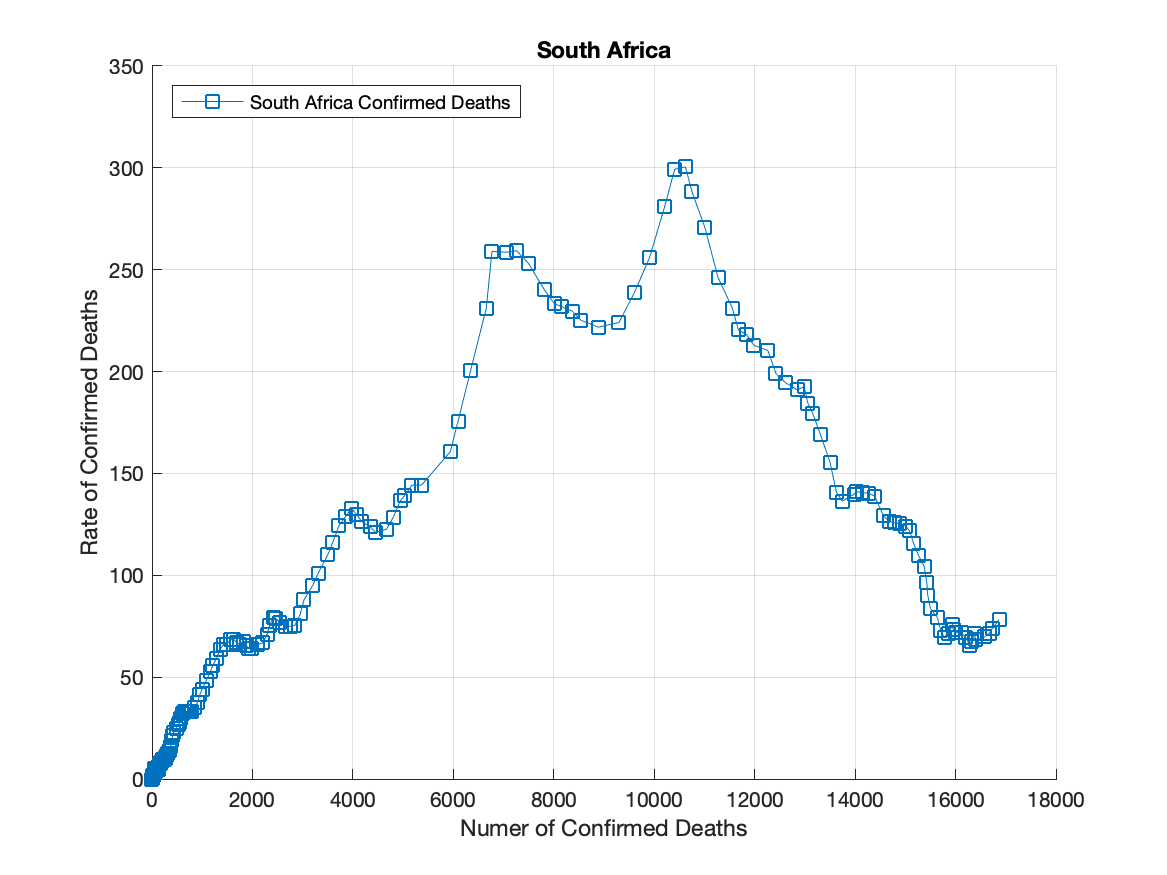 South Africa
South Africa Confirmed Deaths
350
300
250
200
150
100
50
0
Rate of Confirmed Deaths
0 2000 4000 6000 8000 10000 12000 14000 16000 18000
Numer of Confirmed Deaths